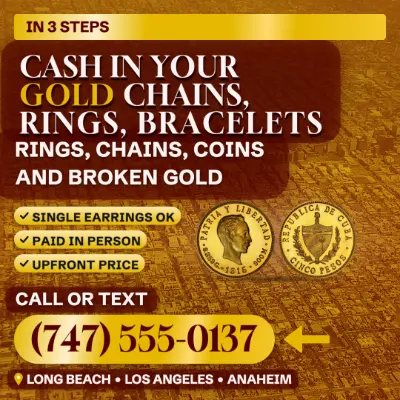 IN 3 STEPS
CASH IN YOUR
GOLD CHAINS,
RINGS, BRACELETS
RINGS, CHAINS, COINS
AND BROKEN GOLD
SINGLE EARRINGS OK
PAID IN PERSON
UPFRONT PRICE
PATRIA Y LIBERTAD
1915
REPUBLICA DE CUBA
CINCO PESOS
CALL OR TEXT
(747) 555-0137
LONG BEACH • LOS ANGELES • ANAHEIM